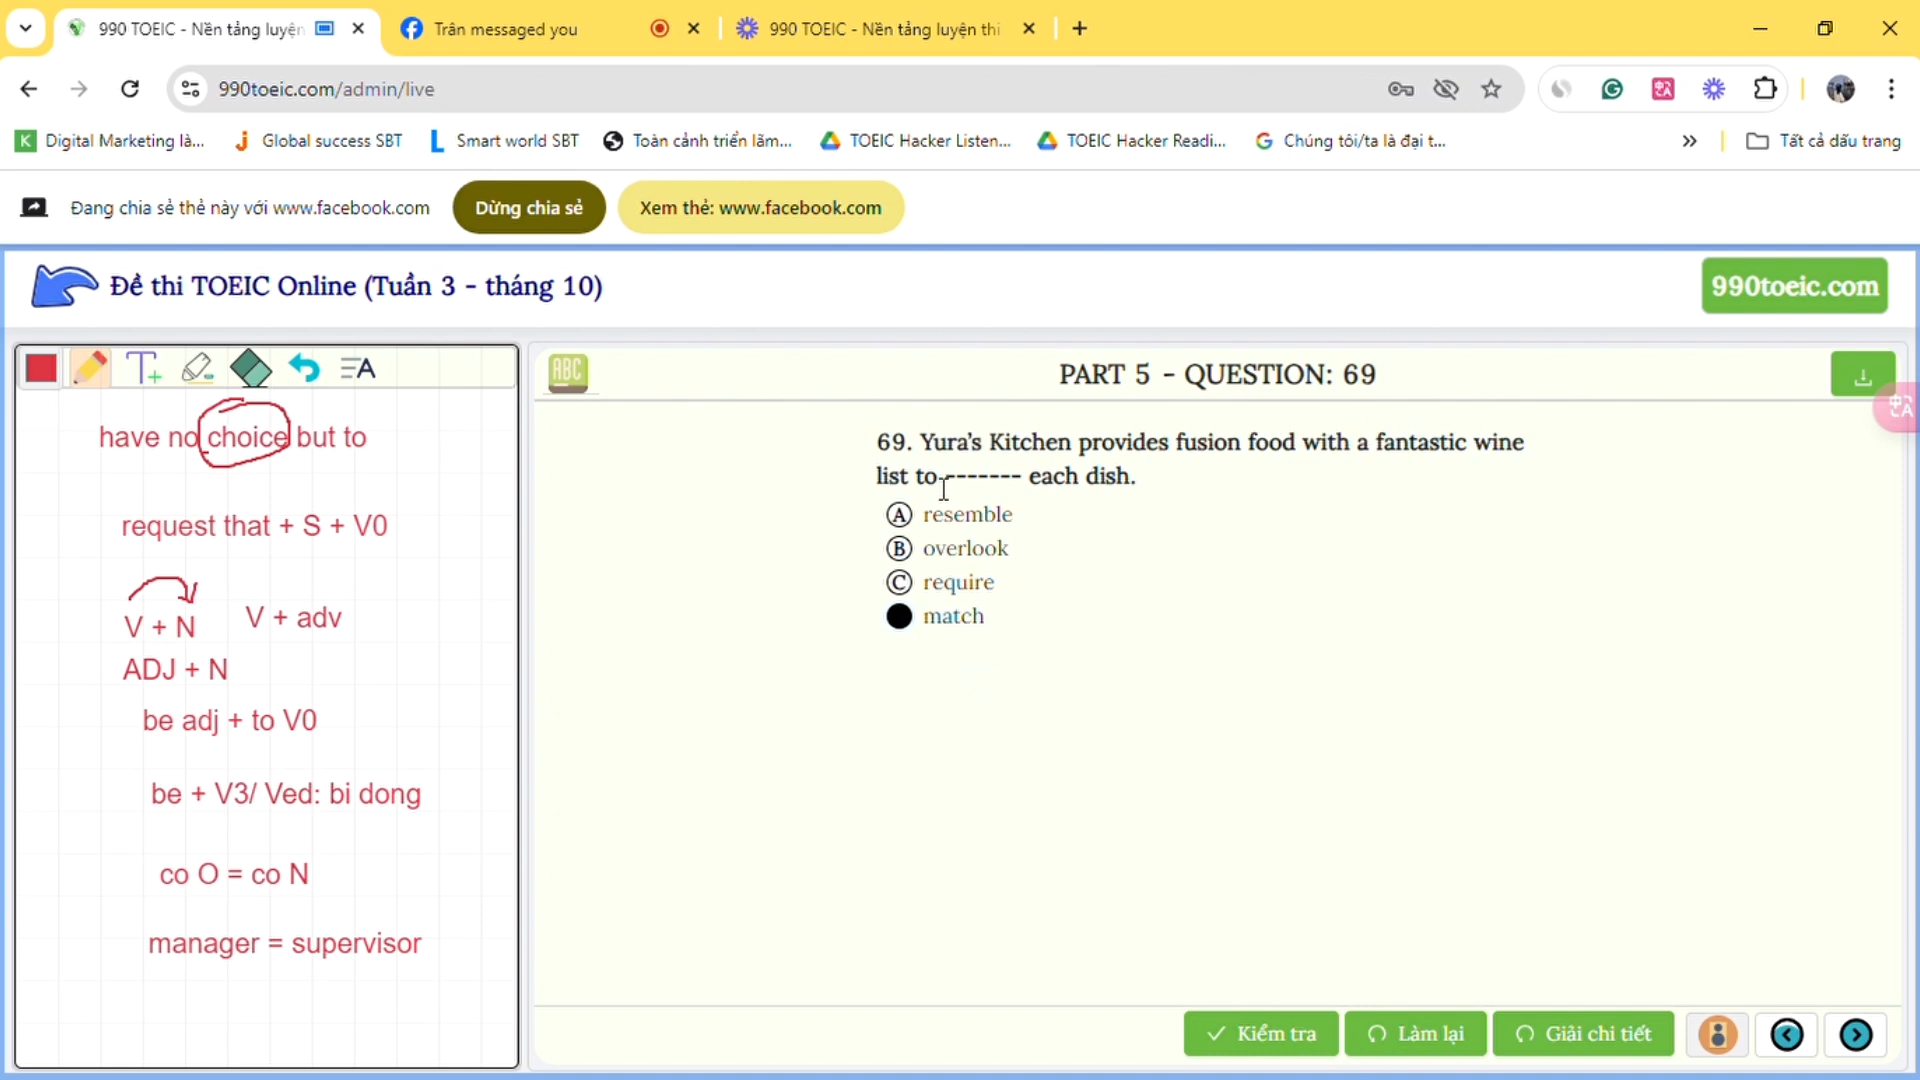 990 TOEIC - Nền tảng luyện
Trân messaged you
990 TOEIC - Nền tảng luyện thi
990toeic.com/admin/live
Digital Marketing là...
Global success SBT
Smart world SBT
Toàn cảnh triển lãm...
TOEIC Hacker Listen...
TOEIC Hacker Readi...
Chúng tôi/ta là đại t...
Tất cả dấu trang
Đang chia sẻ thẻ này với www.facebook.com
Dừng chia sẻ
Xem thẻ: www.facebook.com
Đề thi TOEIC Online (Tuần 3 - tháng 10)
990toeic.com
have no choice but to
request that + S + V0
V + N
V + adv
ADJ + N
be adj + to V0
be + V3/ Ved: bi dong
co O = co N
manager = supervisor
ABC
PART 5 - QUESTION: 69
69. Yura's Kitchen provides fusion food with a fantastic wine
list to ------- each dish.
A resemble
B overlook
C require
match
Kiểm tra
Làm lại
Giải chi tiết